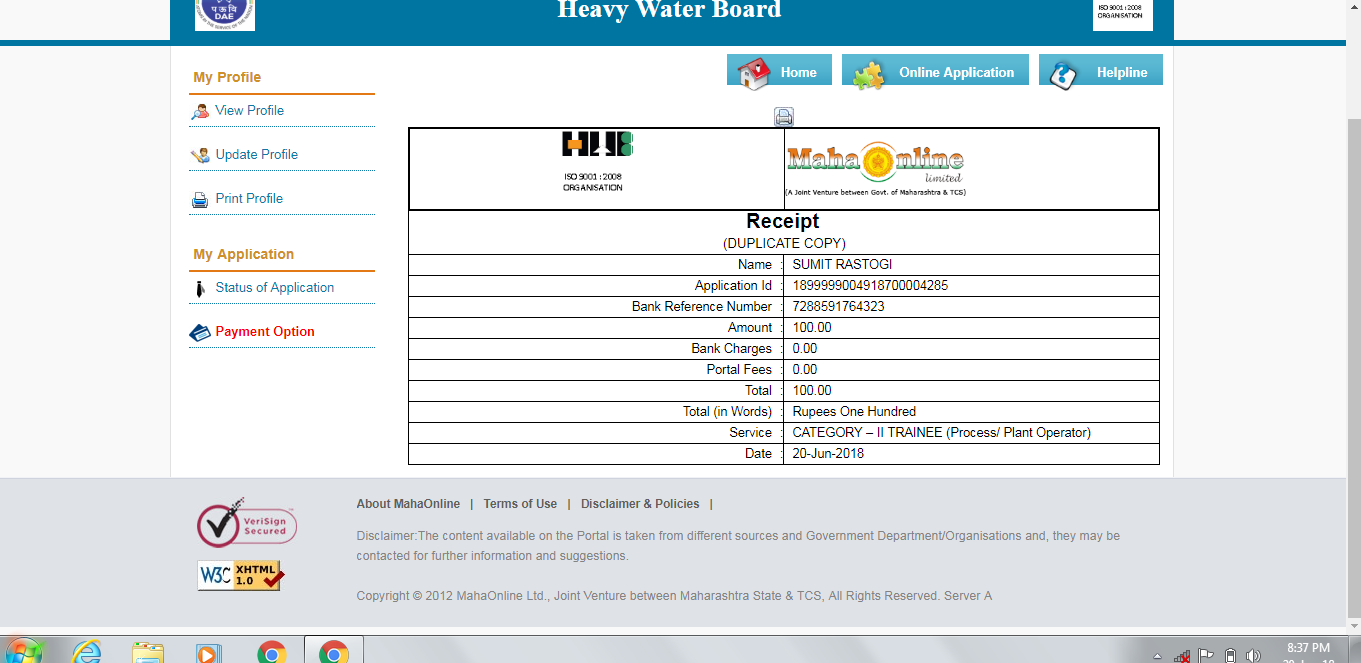 Heavy Water Board
पऊवि
DAE
ISO 9001 : 2008
ORGANISATION
Home
Online Application
Helpline
My Profile
View Profile
Update Profile
Print Profile
My Application
Status of Application
Payment Option
HWB
ISO 9001 : 2008
ORGANISATION
MahaOnline
limited
(A Joint Venture between Govt. of Maharashtra & TCS)
Receipt
(DUPLICATE COPY)
Name : SUMIT RASTOGI
Application Id : 1899999004918700004285
Bank Reference Number : 7288591764323
Amount : 100.00
Bank Charges : 0.00
Portal Fees : 0.00
Total : 100.00
Total (in Words) : Rupees One Hundred
Service : CATEGORY – II TRAINEE (Process/ Plant Operator)
Date : 20-Jun-2018
VeriSign
Secured
W3C XHTML
1.0
About MahaOnline | Terms of Use | Disclaimer & Policies |
Disclaimer:The content available on the Portal is taken from different sources and Government Department/Organisations and, they may be
contacted for further information and suggestions.
Copyright © 2012 MahaOnline Ltd., Joint Venture between Maharashtra State & TCS, All Rights Reserved. Server A
8:37 PM